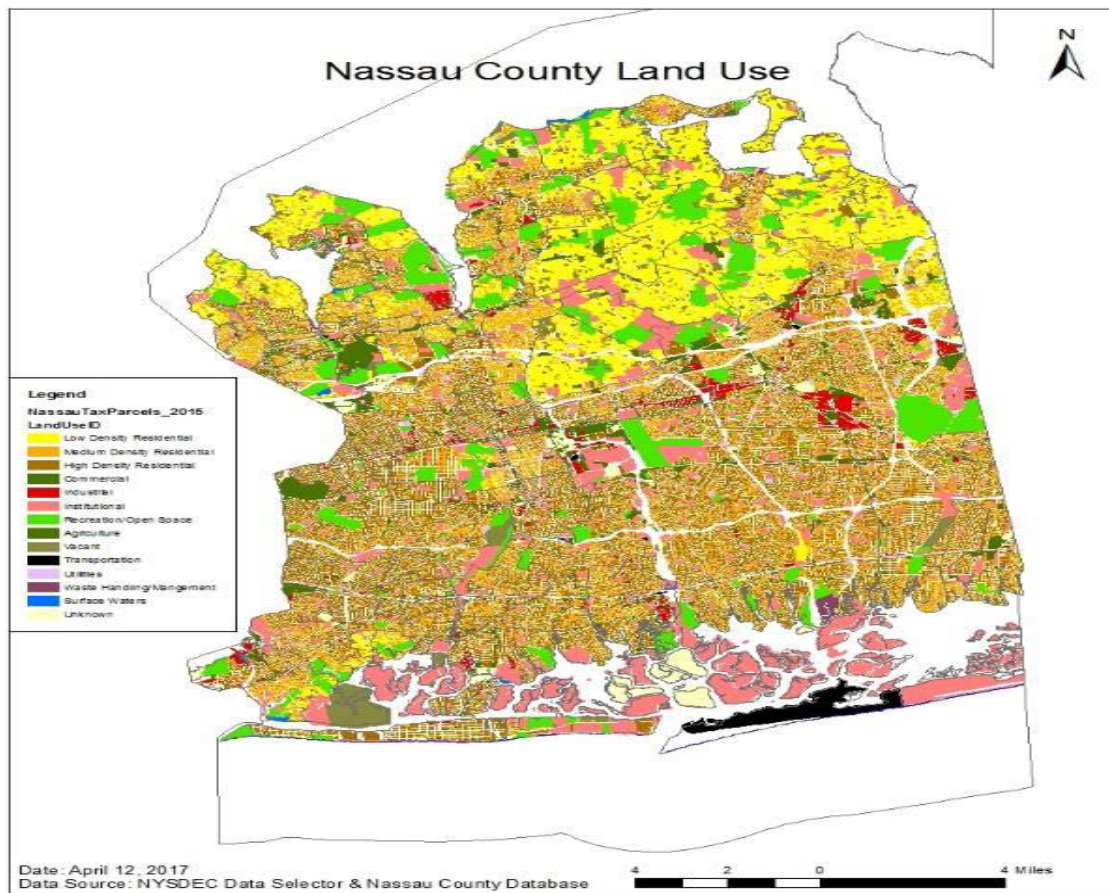 N
Nassau County Land Use
Legend
NassauTaxParcels_2015
LandUseID
Low Density Residential
Medium Density Residential
High Density Residential
Commercial
Industrial
Institutional
Recreation/Open Space
Agriculture
Vacant
Transportation
Utilities
Waste Handling/Mangement
Surface Waters
Unknown
Date: April 12, 2017
Data Source: NYSDEC Data Selector & Nassau County Database
4 2 0 4 Miles